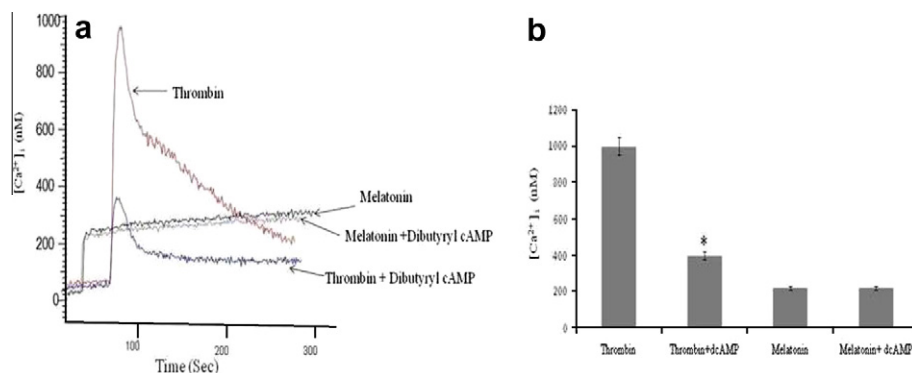 a
1000
800
600
400
200
0
[Ca2+]i (nM)
Thrombin
Melatonin
Melatonin +Dibutyryl cAMP
Thrombin + Dibutyryl cAMP
100
200
300
Time (Sec)
b
1200
1000
800
600
400
200
0
[Ca2+]i (nM)
*
Thrombin
Thrombin+dcAMP
Melatonin
Melatonin+ dcAMP